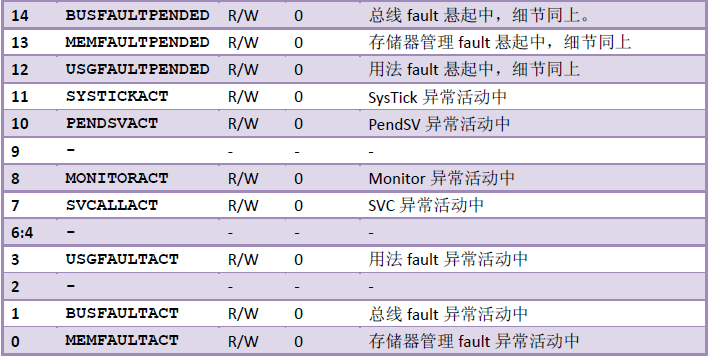 14 BUSFAULTPENDED R/W 0 总线 fault 悬起中，细节同上。
13 MEMFAULTPENDED R/W 0 存储器管理 fault 悬起中，细节同上
12 USGFAULTPENDED R/W 0 用法 fault 悬起中，细节同上
11 SYSTICKACT R/W 0 SysTick 异常活动中
10 PENDSVACT R/W 0 PendSV 异常活动中
9 - - - -
8 MONITORACT R/W 0 Monitor 异常活动中
7 SVCALLACT R/W 0 SVC 异常活动中
6:4 - - - -
3 USGFAULTACT R/W 0 用法 fault 异常活动中
2 - - - -
1 BUSFAULTACT R/W 0 总线 fault 异常活动中
0 MEMFAULTACT R/W 0 存储器管理 fault 异常活动中